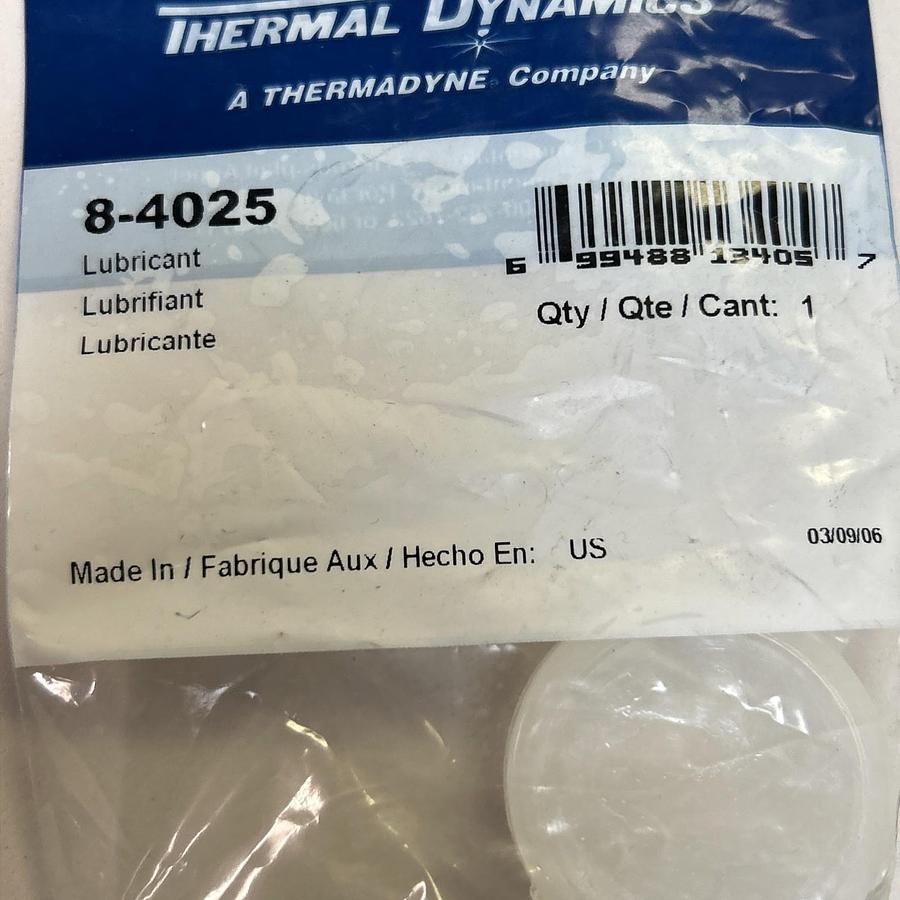 THERMAL DYNAMICS
A THERMADYNE Company
8-4025
Lubricant
Lubrifiant
Lubricante
6 99488 13405 7
Qty / Qte / Cant: 1
Made In / Fabrique Aux / Hecho En: US
03/09/06